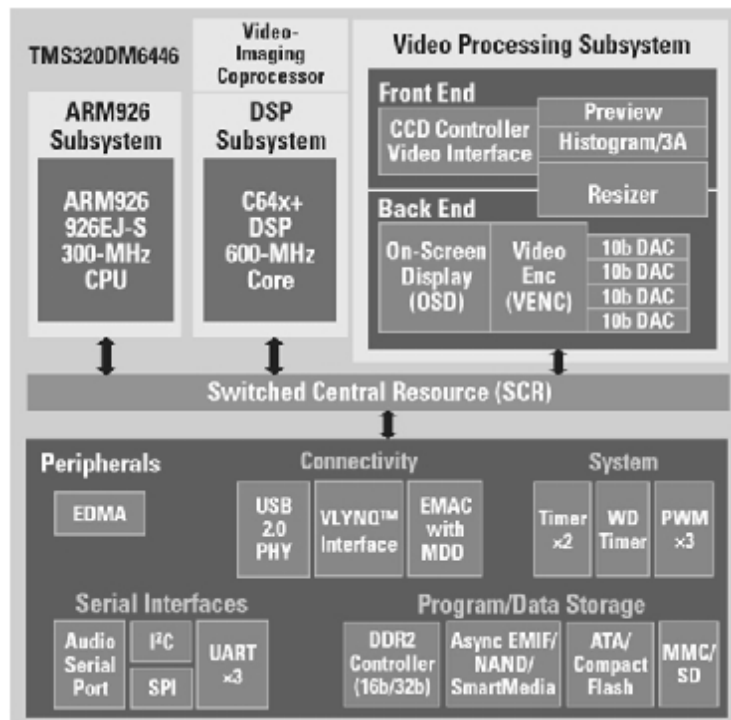 TMS320DM6446
ARM926
Subsystem
ARM926
926EJ-S
300-MHz
CPU
Video-
Imaging
Coprocessor
DSP
Subsystem
C64x+
DSP
600-MHz
Core
Video Processing Subsystem
Front End
CCD Controller
Video Interface
Preview
Histogram/3A
Resizer
Back End
On-Screen
Display
(OSD)
Video
Enc
(VENC)
10b DAC
10b DAC
10b DAC
10b DAC
Switched Central Resource (SCR)
Peripherals
EDMA
Connectivity
USB
2.0
PHY
VLYNQ™
Interface
EMAC
with
MDD
System
Timer
×2
WD
Timer
PWM
×3
Serial Interfaces
Audio
Serial
Port
I²C
SPI
UART
×3
Program/Data Storage
DDR2
Controller
(16b/32b)
Async EMIF/
NAND/
SmartMedia
ATA/
Compact
Flash
MMC/
SD